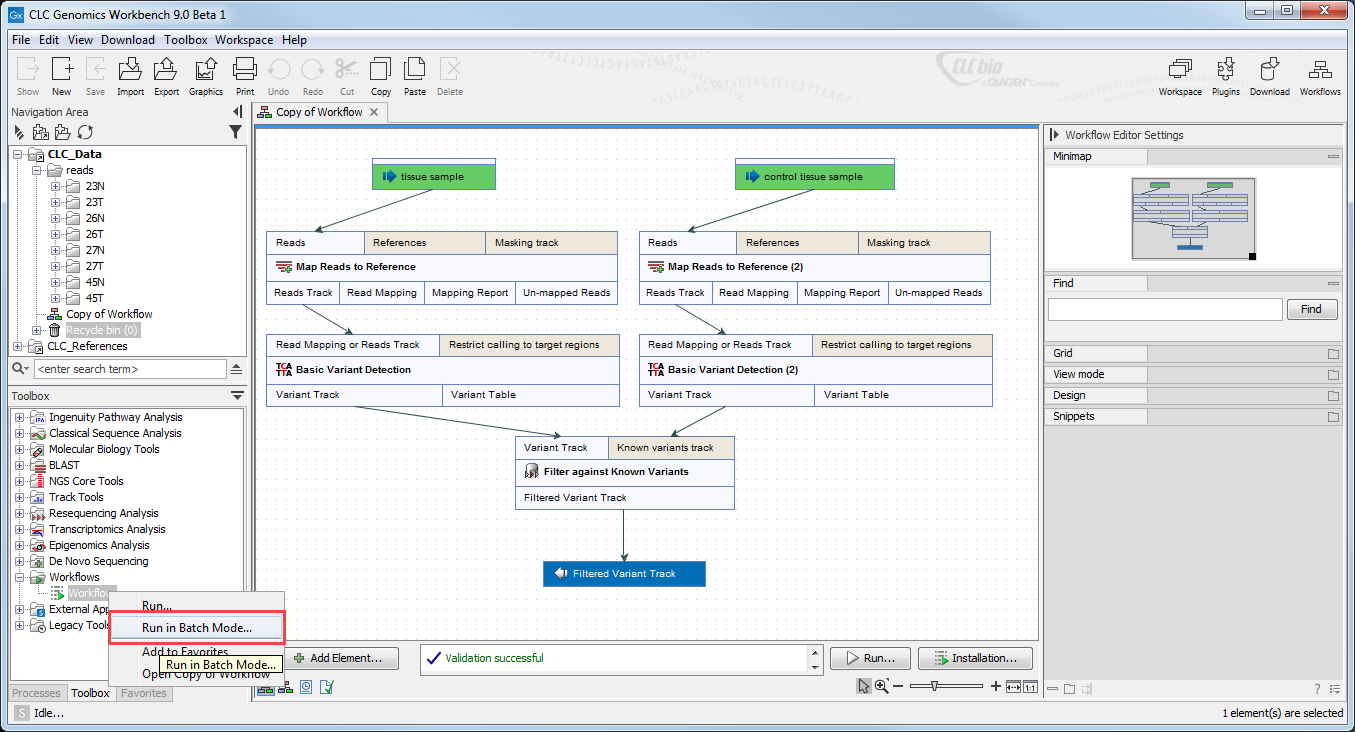 CLC Genomics Workbench 9.0 Beta 1
File Edit View Download Toolbox Workspace Help
Show New Save Import Export Graphics Print Undo Redo Cut Copy Paste Delete
CLC bio
A QIAGEN Company
Workspace Plugins Download Workflows
Navigation Area
CLC_Data
reads
23N
23T
26N
26T
27N
27T
45N
45T
Copy of Workflow
Recycle bin (0)
CLC_References
<enter search term>
Toolbox
Ingenuity Pathway Analysis
Classical Sequence Analysis
Molecular Biology Tools
BLAST
NGS Core Tools
Track Tools
Resequencing Analysis
Transcriptomics Analysis
Epigenomics Analysis
De Novo Sequencing
Workflows
Workflow
External App
Legacy Tools
Run...
Run in Batch Mode...
Add to Favorites
Run in Batch Mode...
Open Copy of Workflow
Processes Toolbox Favorites
Idle...
Copy of Workflow
tissue sample
control tissue sample
Reads References Masking track
Map Reads to Reference
Reads Track Read Mapping Mapping Report Un-mapped Reads
Reads References Masking track
Map Reads to Reference (2)
Reads Track Read Mapping Mapping Report Un-mapped Reads
Read Mapping or Reads Track Restrict calling to target regions
Basic Variant Detection
Variant Track Variant Table
Read Mapping or Reads Track Restrict calling to target regions
Basic Variant Detection (2)
Variant Track Variant Table
Variant Track Known variants track
Filter against Known Variants
Filtered Variant Track
Filtered Variant Track
Add Element...
Validation successful
Run...
Installation...
1:1
Workflow Editor Settings
Minimap
Find
Find
Grid
View mode
Design
Snippets
1 element(s) are selected